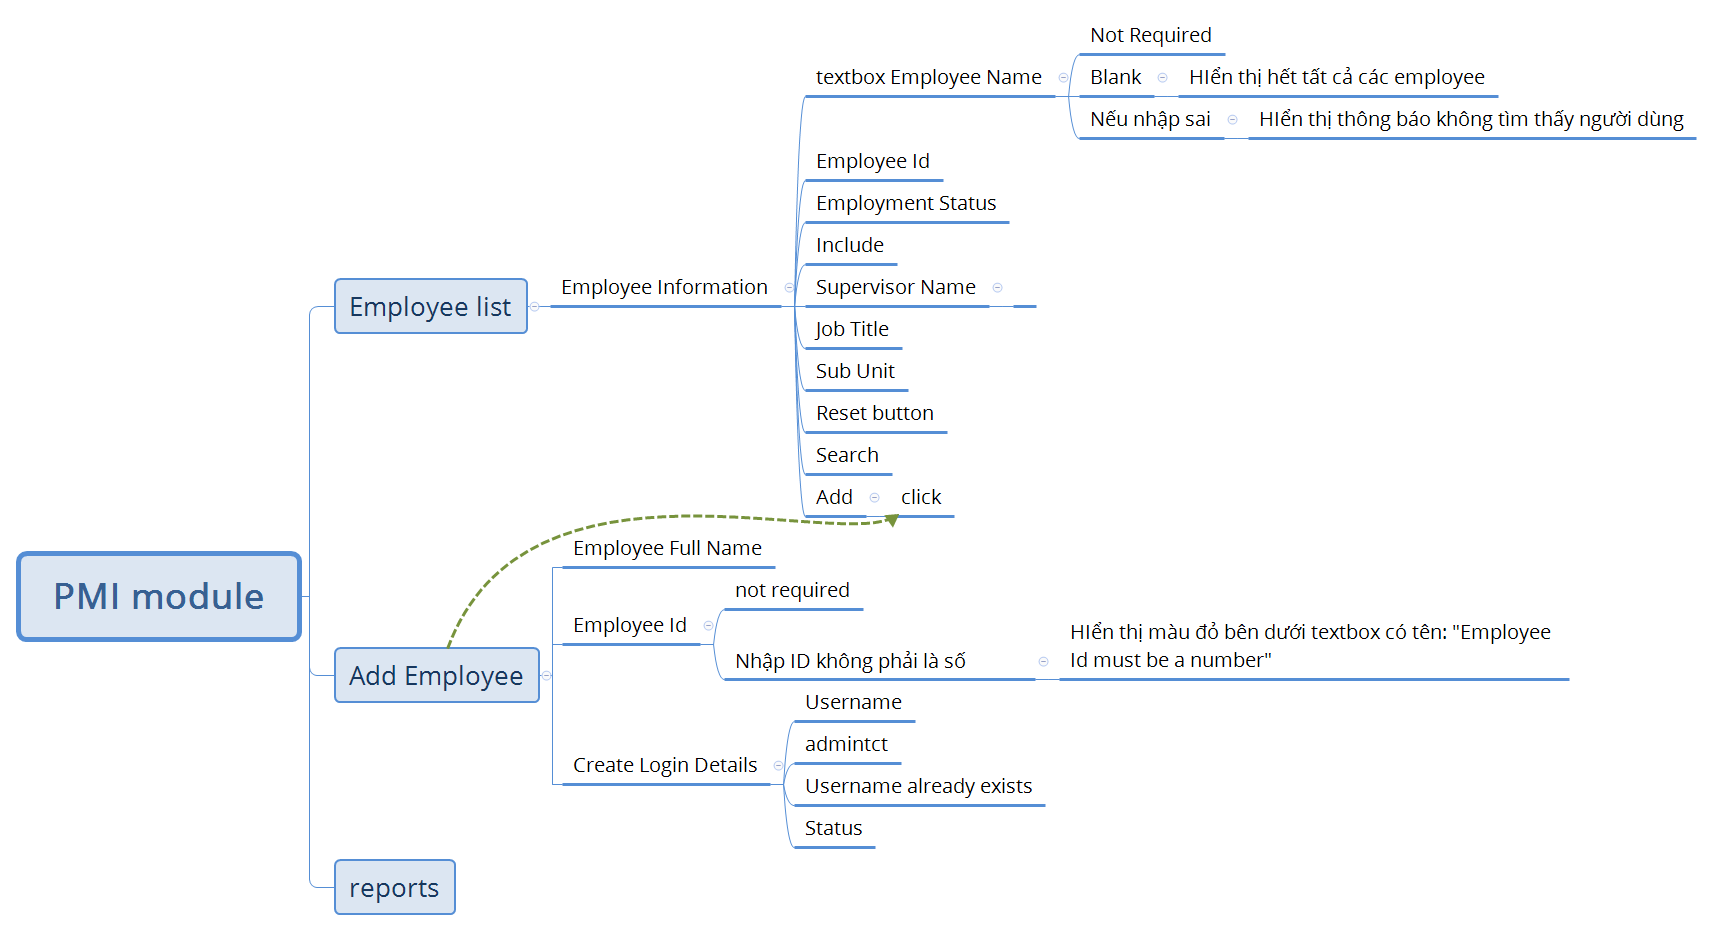 PMI module
Employee list
Employee Information
textbox Employee Name
Not Required
Blank
HIển thị hết tất cả các employee
Nếu nhập sai
HIển thị thông báo không tìm thấy người dùng
Employee Id
Employment Status
Include
Supervisor Name
Job Title
Sub Unit
Reset button
Search
Add
click
Add Employee
Employee Full Name
Employee Id
not required
Nhập ID không phải là số
HIển thị màu đỏ bên dưới textbox có tên: "Employee
Id must be a number"
Create Login Details
Username
admintct
Username already exists
Status
reports